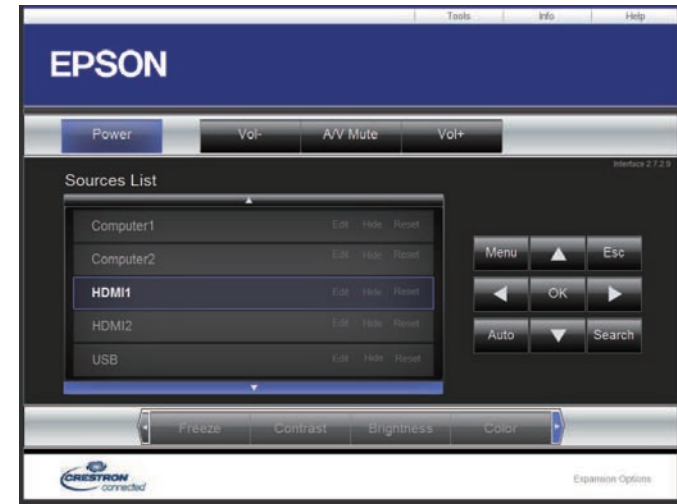 Tools Info Help
EPSON
Power Vol- A/V Mute Vol+
Interface 2.7.2.9
Sources List
Computer1 Edit Hide Reset
Computer2 Edit Hide Reset
HDMI1 Edit Hide Reset
HDMI2 Edit Hide Reset
USB Edit Hide Reset
Menu Esc
OK
Auto Search
Freeze Contrast Brightness Color
CRESTRON
connected
Expansion Options